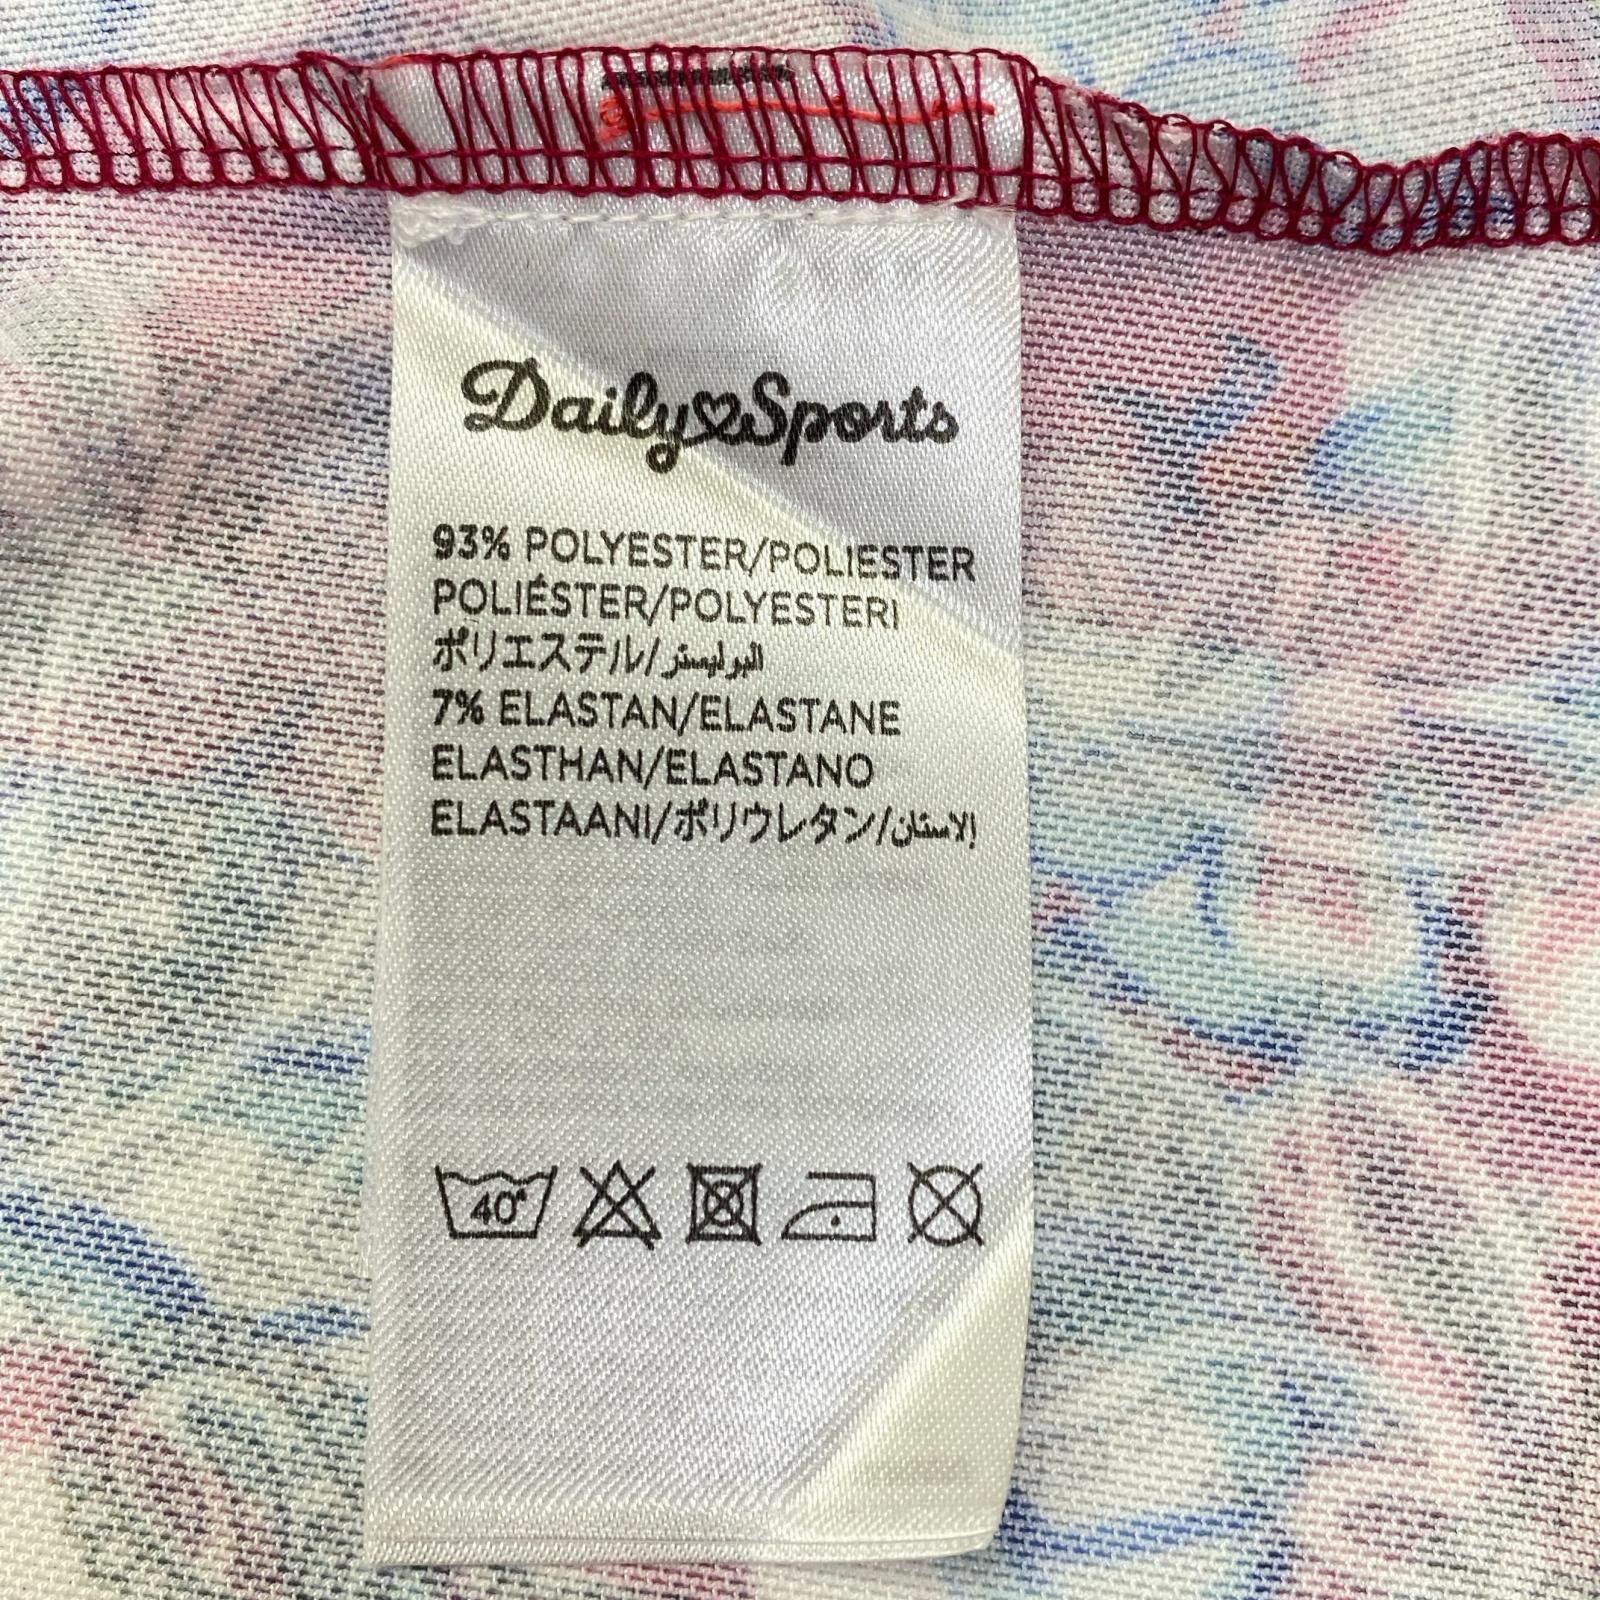 Daily Sports
93% POLYESTER/POLIESTER
POLIÉSTER/POLYESTERI
ポリエステル/البوليستر
7% ELASTAN/ELASTANE
ELASTHAN/ELASTANO
ELASTAANI/ポリウレタン/الاستان
40°